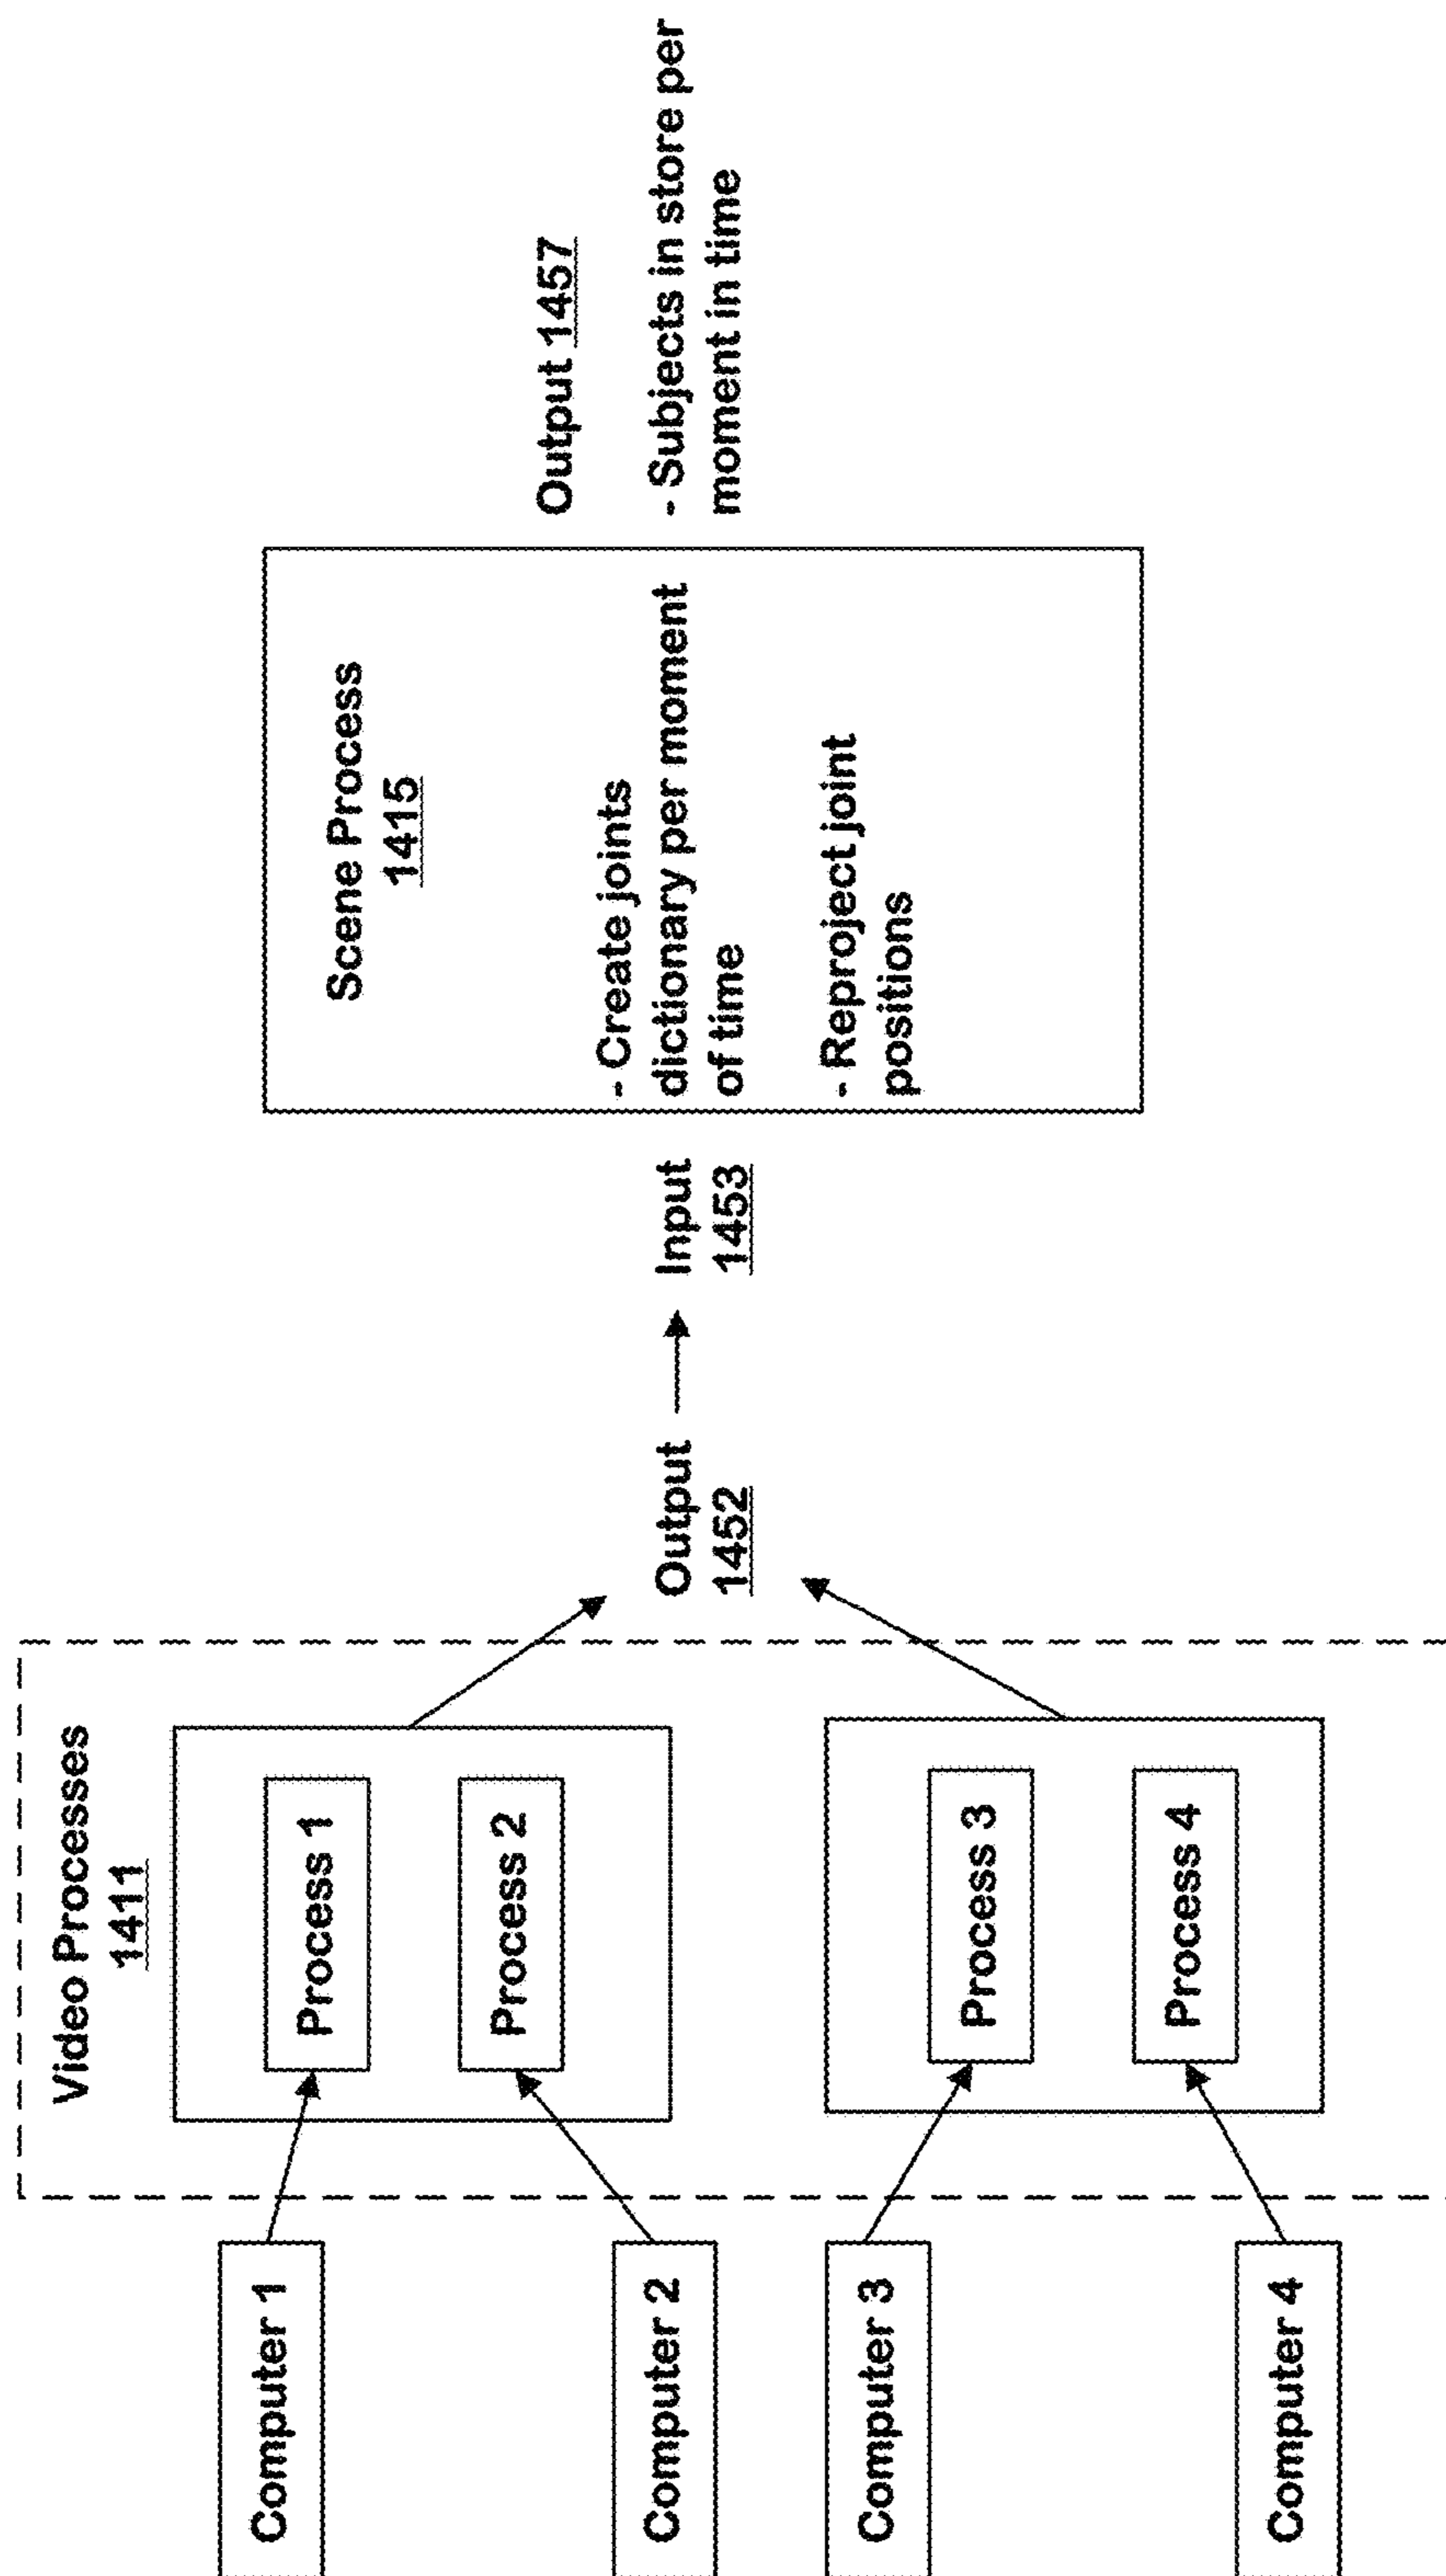 Video Processes
1411
Computer 1
Process 1
Computer 2
Process 2
Computer 3
Process 3
Computer 4
Process 4
Output
1452
Input
1453
Scene Process
1415
- Create joints
dictionary per moment
of time
- Reproject joint
positions
Output 1457
- Subjects in store per
moment in time